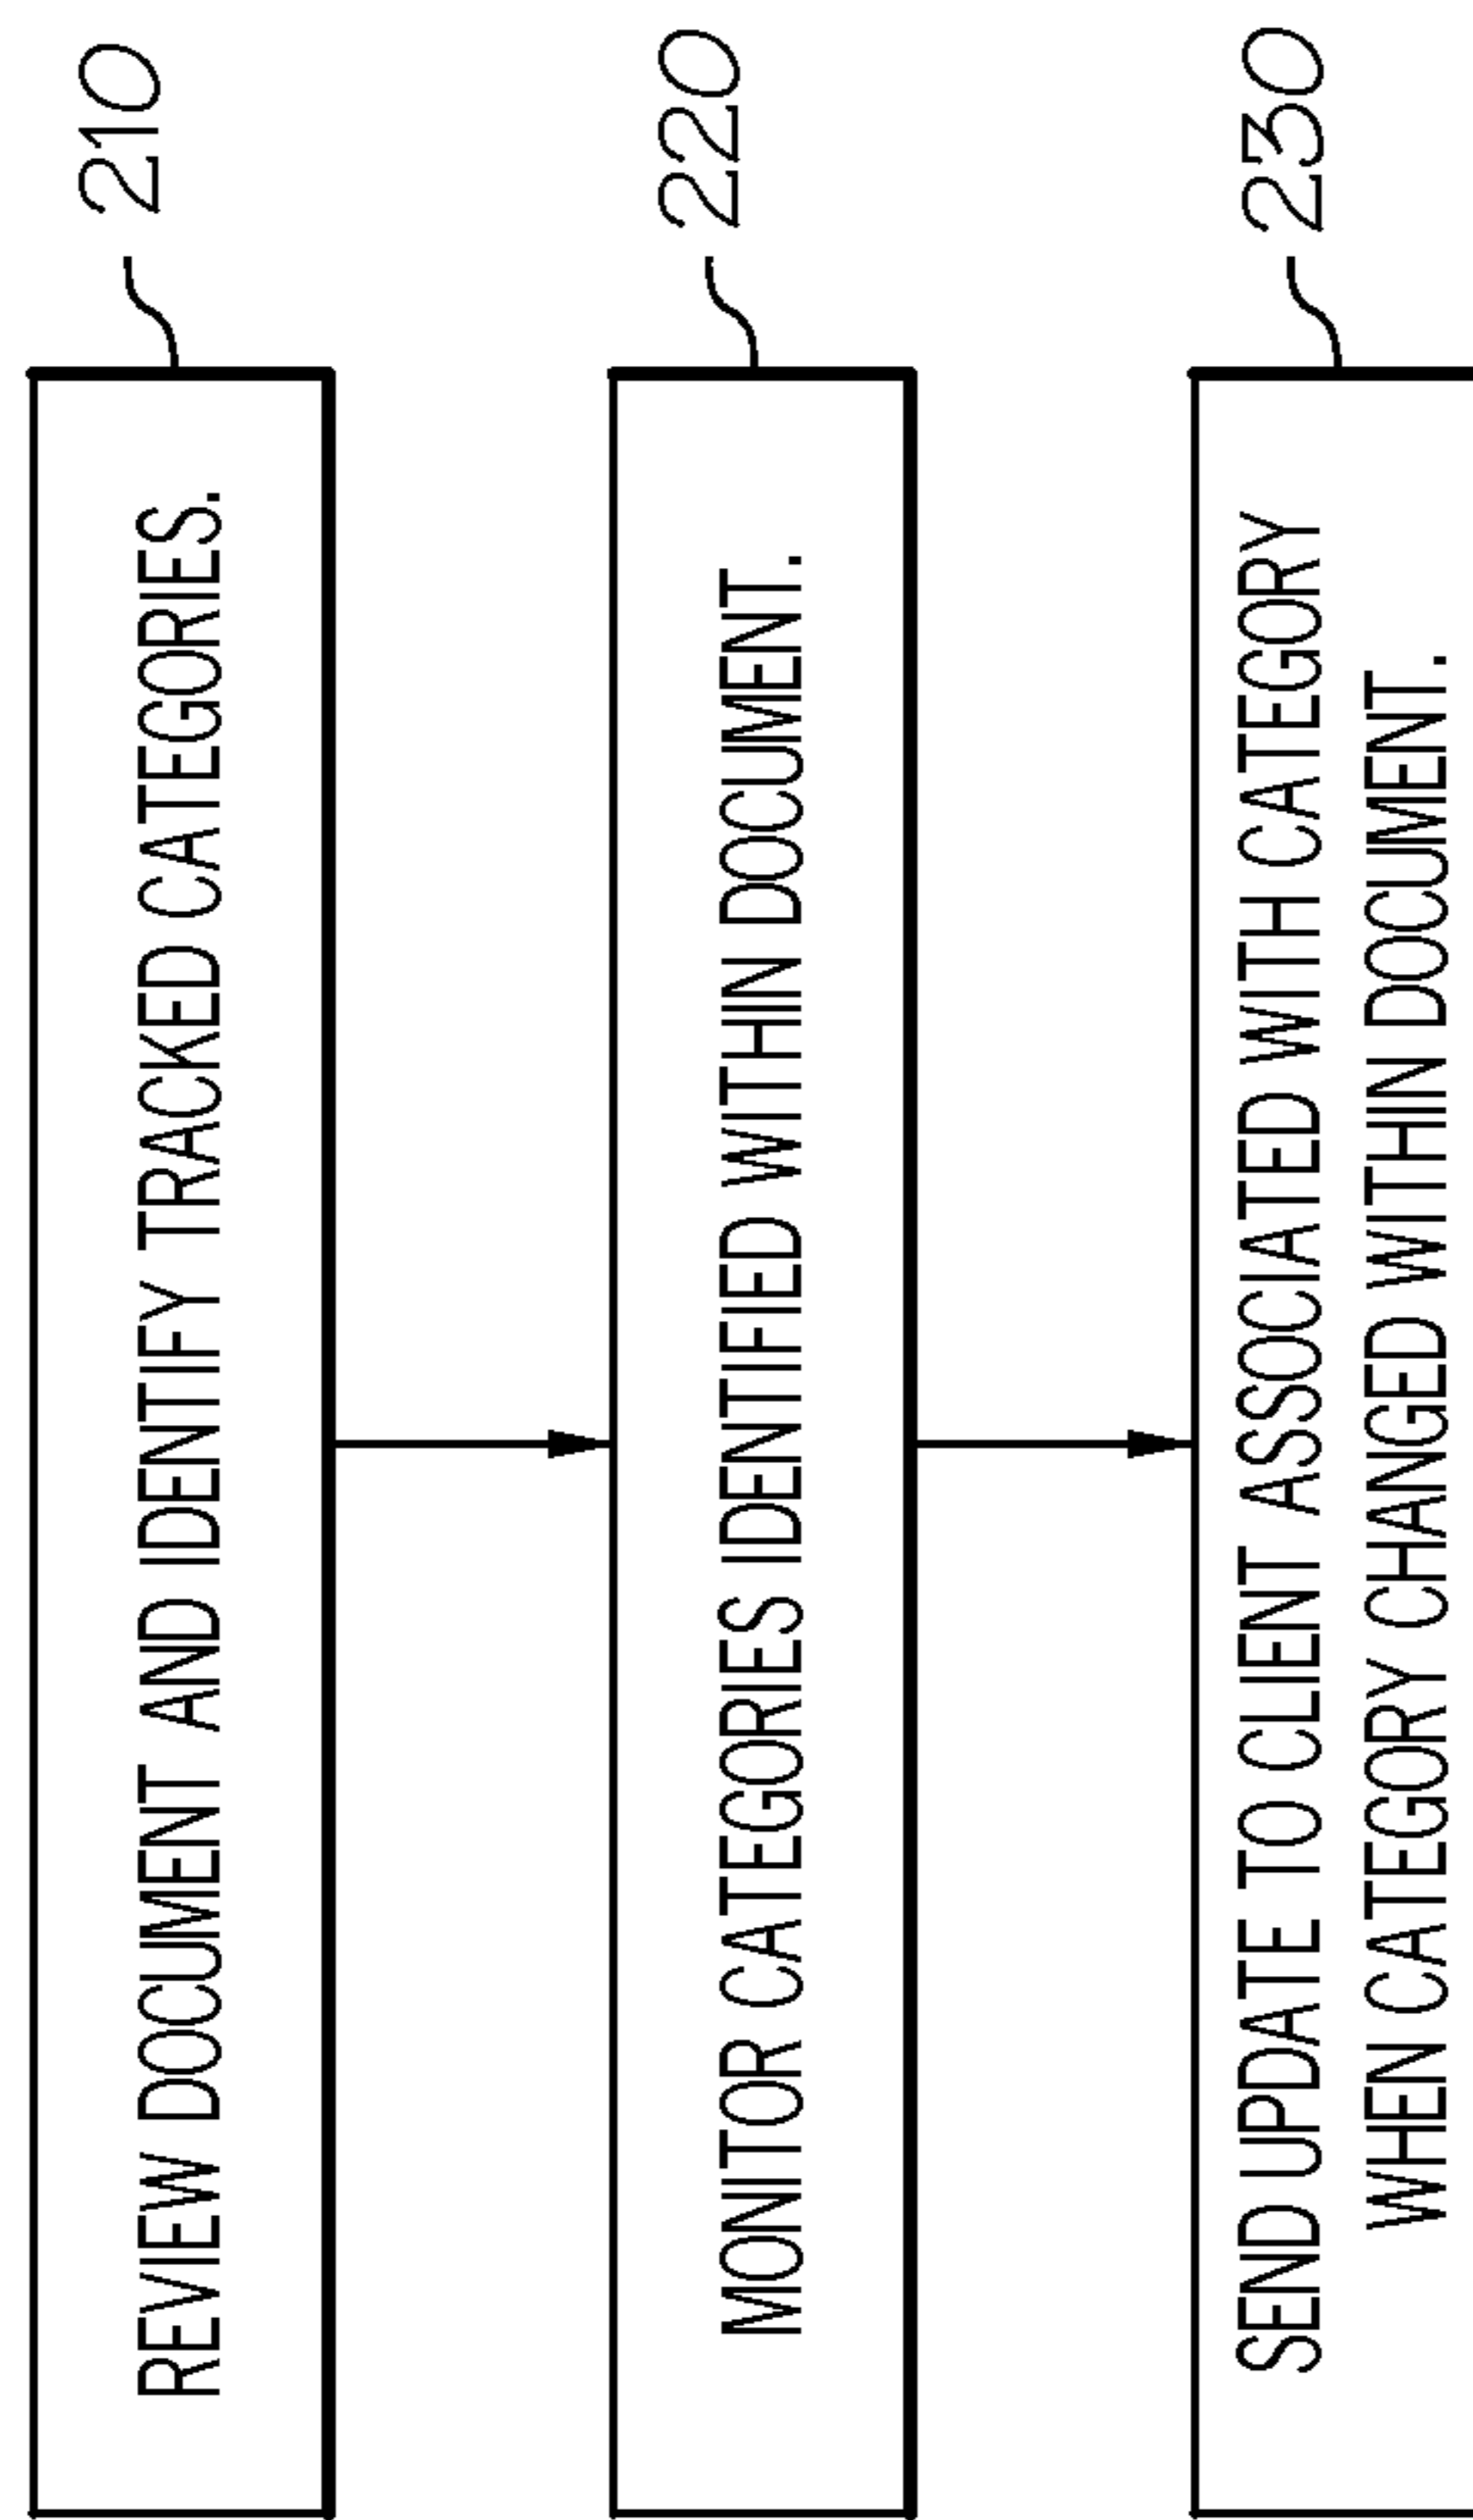 210
REVIEW DOCUMENT AND IDENTIFY TRACKED CATEGORIES.
220
MONITOR CATEGORIES IDENTIFIED WITHIN DOCUMENT.
230
SEND UPDATE TO CLIENT ASSOCIATED WITH CATEGORY
WHEN CATEGORY CHANGED WITHIN DOCUMENT.